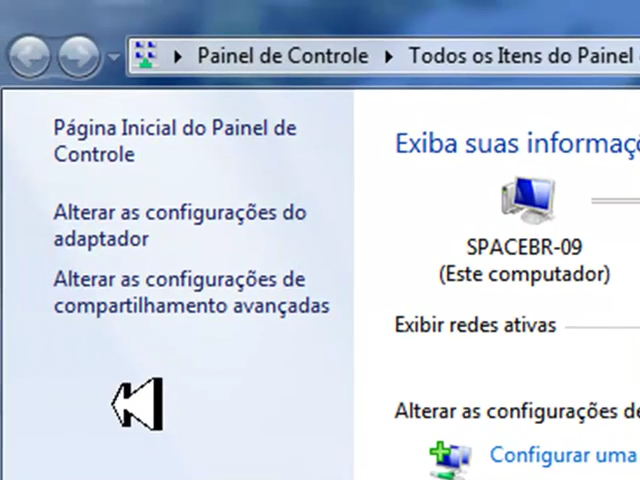 Painel de Controle Todos os Itens do Painel
Página Inicial do Painel de
Controle
Alterar as configurações do
adaptador
Alterar as configurações de
compartilhamento avançadas
Exiba suas informaç
SPACEBR-09
(Este computador)
Exibir redes ativas
Alterar as configurações de
Configurar uma